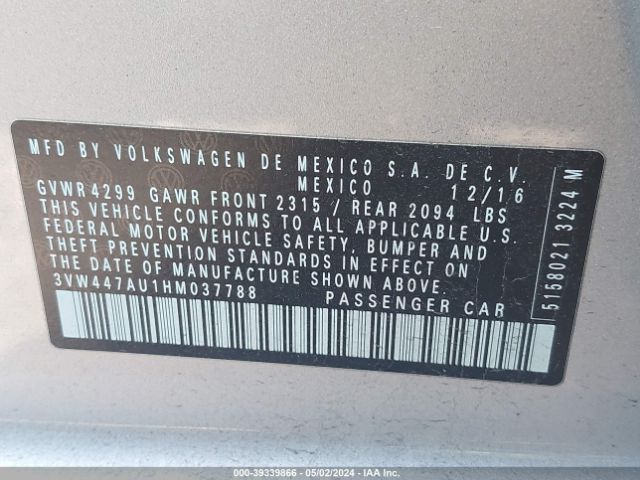 MFD BY VOLKSWAGEN DE MEXICO S.A. DE C.V.
MEXICO 12/16
GVWR4299 GAWR FRONT 2315 / REAR 2094 LBS
THIS VEHICLE CONFORMS TO ALL APPLICABLE U.S.
FEDERAL MOTOR VEHICLE SAFETY, BUMPER AND
THEFT PREVENTION STANDARDS IN EFFECT ON
THE DATE OF MANUFACTURE SHOWN ABOVE.
3VW447AU1HM037788 PASSENGER CAR
5158021 3224 M
000-39339866 - 05/02/2024 - IAA Inc.